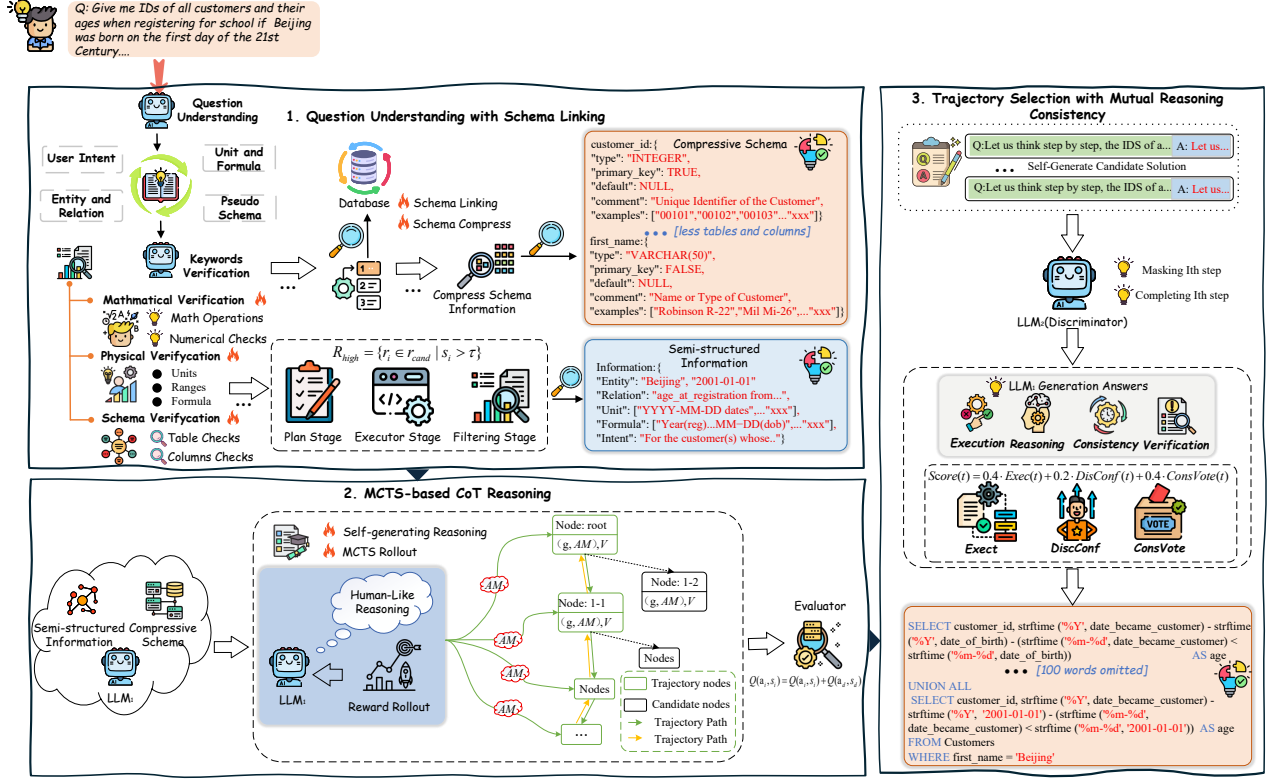 Q: Give me IDs of all customers and their
ages when registering for school if Beijing
was born on the first day of the 21st
Century....
Question
Understanding
1. Question Understanding with Schema Linking
User Intent
Unit and
Formula
Entity and
Relation
Pseudo
Schema
Keywords
Verification
Mathmatical Verification
Math Operations
Numerical Checks
Physical Verifycation
Units
Ranges
Formula
Schema Verifycation
Table Checks
Columns Checks
Database
Schema Linking
Schema Compress
...
...
Compress Schema
Information
customer_id:{ Compressive Schema
"type": "INTEGER",
"primary_key": TRUE,
"default": NULL,
"comment": "Unique Identifier of the Customer",
"examples": ["00101","00102","00103"..."xxx"]}
... [less tables and columns]
first_name:{
"type": "VARCHAR(50)",
"primary_key": FALSE,
"default": NULL,
"comment": "Name or Type of Customer",
"examples": ["Robinson R-22","Mil Mi-26",..."xxx"]}
R_high = {r_i ∈ r_cand | s_i > τ}
...
Plan Stage
Executor Stage
Filtering Stage
Semi-structured
Information
Information:{
"Entity": "Beijing", "2001-01-01"
"Relation": "age_at_registration from...",
"Unit": ["YYYY-MM-DD dates",..."xxx"],
"Formula": ["Year(reg)...MM−DD(dob)",..."xxx"],
"Intent": "For the customer(s) whose.."}
2. MCTS-based CoT Reasoning
Semi-structured
Information
Compressive
Schema
LLM₁
Self-generating Reasoning
MCTS Rollout
Human-Like
Reasoning
LLM₁
Reward Rollout
AM
AM
AM
AM
Node: root
(g, AM),V
Node: 1-2
(g, AM),V
Node: 1-1
(g, AM),V
Nodes
Nodes
...
Trajectory nodes
Candidate nodes
Trajectory Path
Trajectory Path
Evaluator
3. Trajectory Selection with Mutual Reasoning
Consistency
Q:Let us think step by step, the IDS of a... A: Let us...
... Self-Generate Candidate Solution
Q:Let us think step by step, the IDS of a... A: Let us...
Masking Ith step
Completing Ith step
LLM₂(Discriminator)
LLM₁ Generation Answers
Execution Reasoning Consistency Verification
Score(t) = 0.4· Exec(t) + 0.2· DisConf(t) + 0.4· ConsVote(t)
VOTE
Exect
DiscConf
ConsVote
SELECT customer_id, strftime ('%Y', date_became_customer) - strftime
('%Y', date_of_birth) - (strftime ('%m-%d', date_became_customer) <
strftime ('%m-%d', date_of_birth)) AS age
... [100 words omitted]
UNION ALL
SELECT customer_id, strftime ('%Y', date_became_customer) -
strftime ('%Y', '2001-01-01') - (strftime ('%m-%d',
date_became_customer) < strftime ('%m-%d', '2001-01-01')) AS age
FROM Customers
WHERE first_name = 'Beijing'